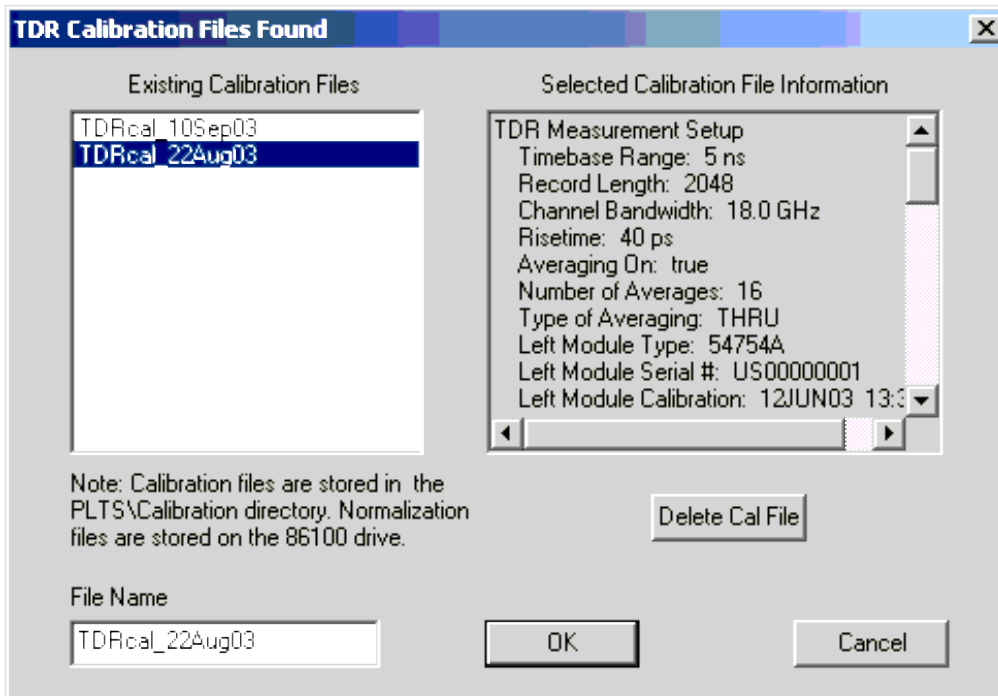 TDR Calibration Files Found
Existing Calibration Files
TDRcal_10Sep03
TDRcal_22Aug03
Selected Calibration File Information
TDR Measurement Setup
Timebase Range: 5 ns
Record Length: 2048
Channel Bandwidth: 18.0 GHz
Risetime: 40 ps
Averaging On: true
Number of Averages: 16
Type of Averaging: THRU
Left Module Type: 54754A
Left Module Serial #: US00000001
Left Module Calibration: 12JUN03 13:3
Note: Calibration files are stored in the
PLTS\Calibration directory. Normalization
files are stored on the 86100 drive.
Delete Cal File
File Name
TDRcal_22Aug03
OK
Cancel